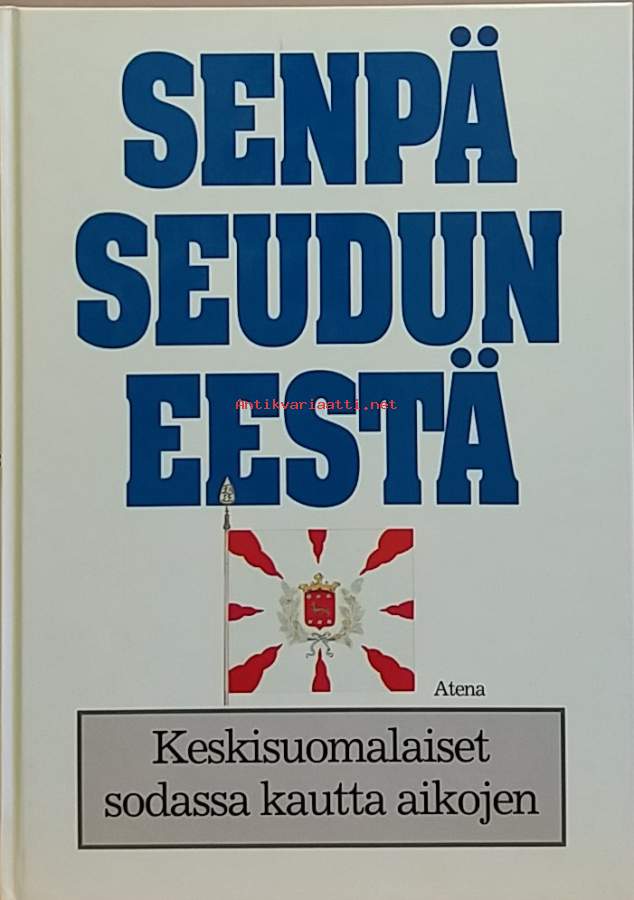 SENPÄ
SEUDUN
EESTÄ
Antikvariaatti.net
Atena
Keskisuomalaiset
sodassa kautta aikojen